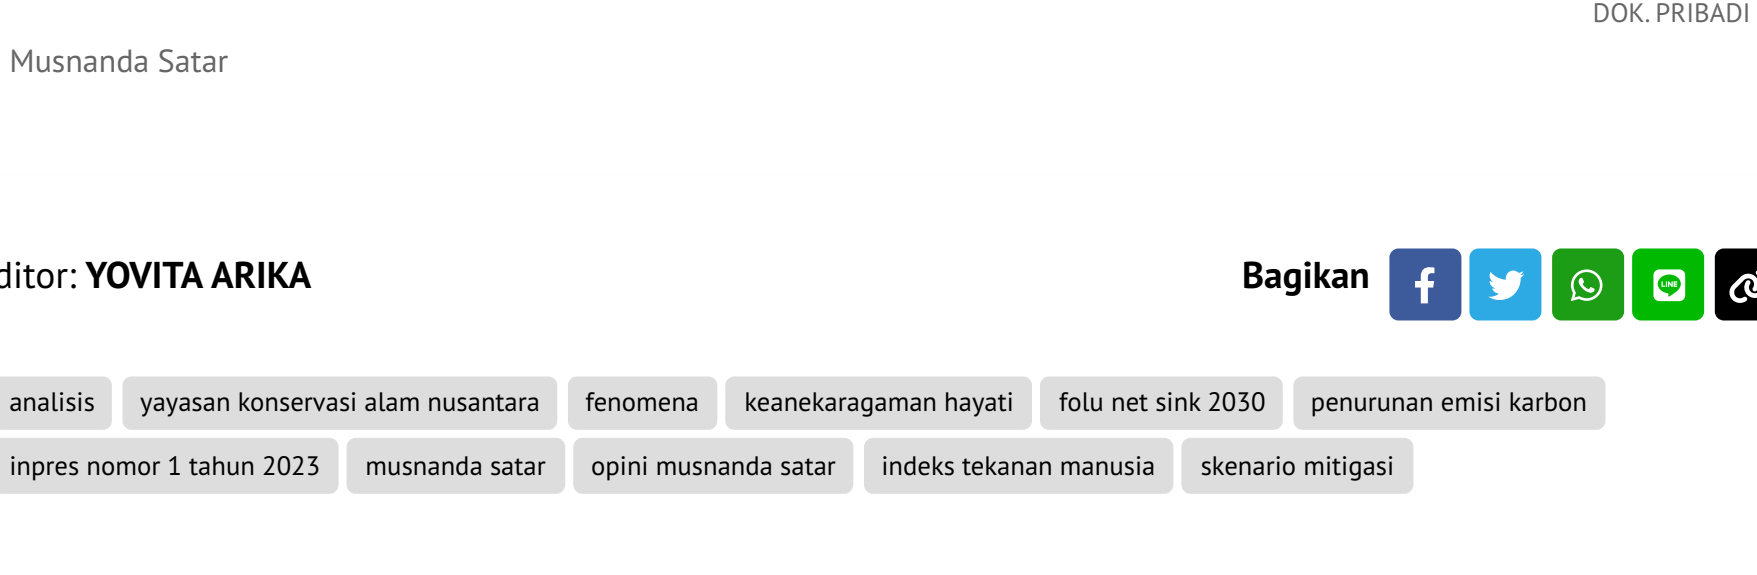 DOK. PRIBADI
Musnanda Satar
ditor: YOVITA ARIKA
Bagikan
LINE
analisis
yayasan konservasi alam nusantara
fenomena
keanekaragaman hayati
folu net sink 2030
penurunan emisi karbon
inpres nomor 1 tahun 2023
musnanda satar
opini musnanda satar
indeks tekanan manusia
skenario mitigasi